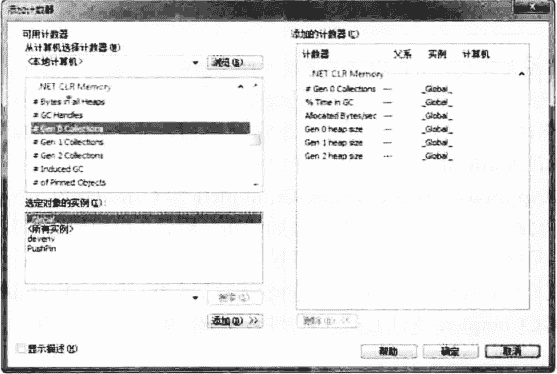 添加计数器
可用计数器
从计算机选择计数器(M)
<本地计算机>
浏览(B)...
.NET CLR Memory
# Bytes in all Heaps
# GC Handles
# Gen 0 Collections
# Gen 1 Collections
# Gen 2 Collections
# Induced GC
# of Pinned Objects
选定对象的实例(I):
_Global_
<所有实例>
devenv
PushPin
搜索(S)
添加(D) >>
显示描述(H)
添加的计数器(C)
计数器 父系 实例 计算机
.NET CLR Memory
# Gen 0 Collections --- _Global_
% Time in GC --- _Global_
Allocated Bytes/sec --- _Global_
Gen 0 heap size --- _Global_
Gen 1 heap size --- _Global_
Gen 2 heap size --- _Global_
删除(R) <<
帮助
确定
取消